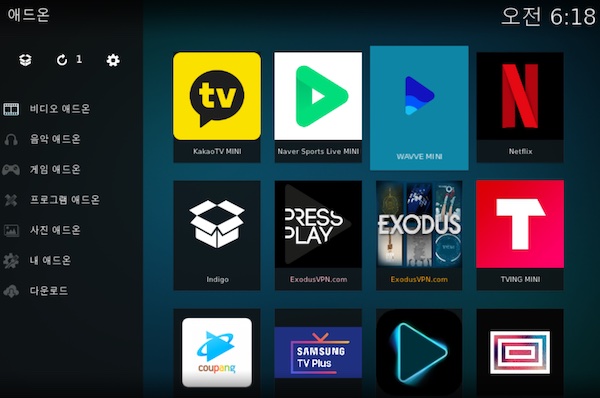 애드온
오전 6:18
1
비디오 애드온
음악 애드온
게임 애드온
프로그램 애드온
사진 애드온
내 애드온
다운로드
tv
KakaoTV MINI
Naver Sports Live MINI
WAVVE MINI
N
Netflix
Indigo
PRESS
PLAY
ExodusVPN.com
EXODUS
ExodusVPN.com
T
TVING MINI
coupang
SAMSUNG
TV Plus